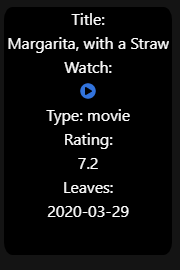 Title:
Margarita, with a Straw
Watch:
Type: movie
Rating:
7.2
Leaves:
2020-03-29